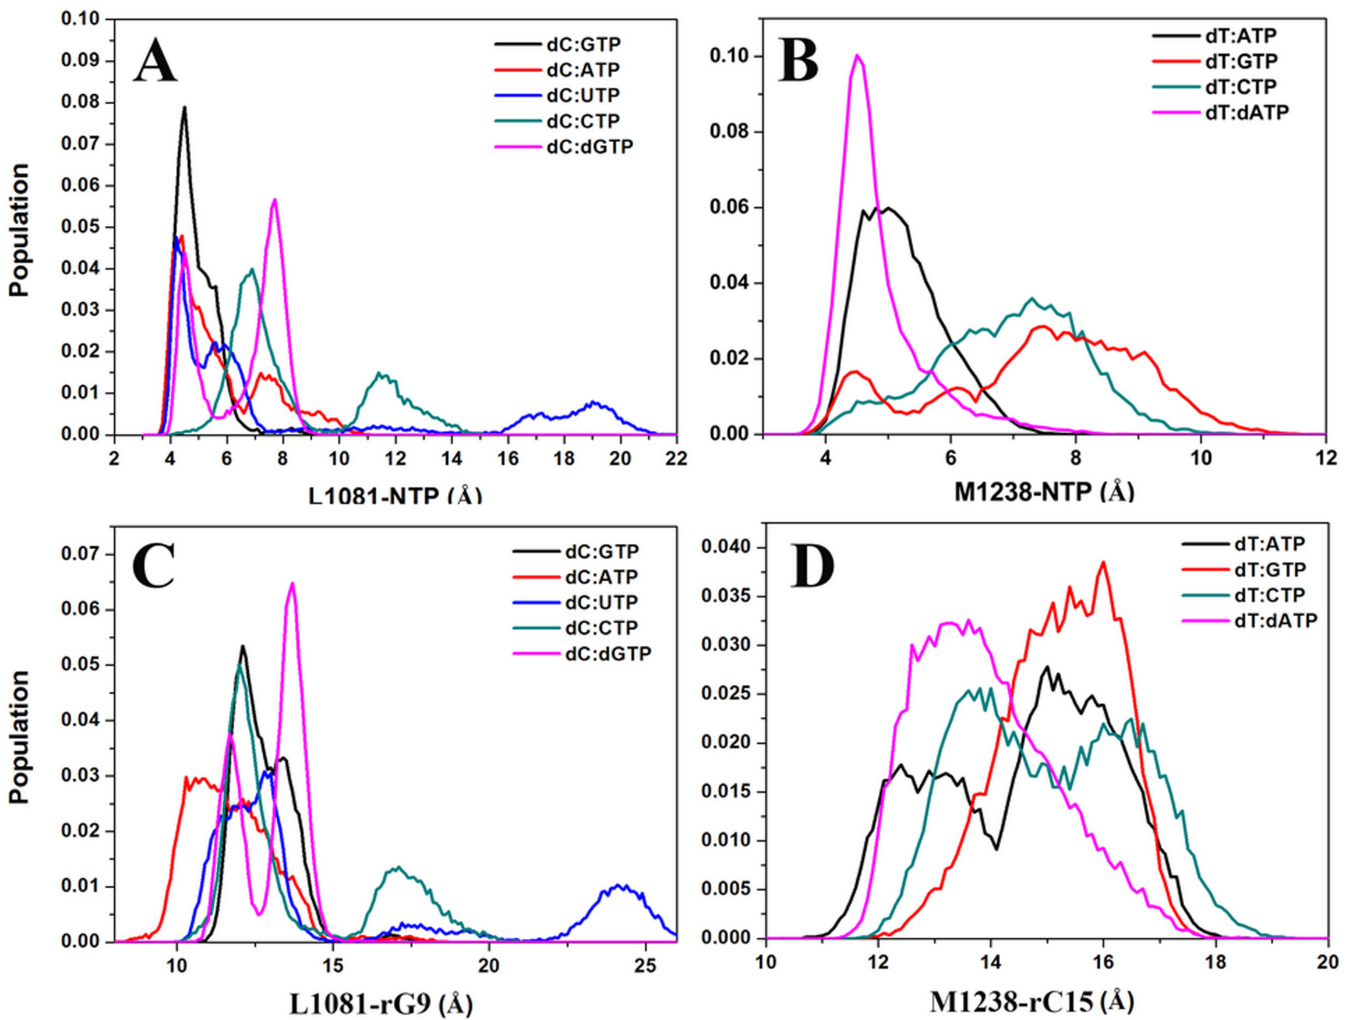 A
Population
0.10
0.09
0.08
0.07
0.06
0.05
0.04
0.03
0.02
0.01
0.00
dC:GTP
dC:ATP
dC:UTP
dC:CTP
dC:dGTP
2 4 6 8 10 12 14 16 18 20 22
L1081-NTP (Å)
B
0.10
0.08
0.06
0.04
0.02
0.00
dT:ATP
dT:GTP
dT:CTP
dT:dATP
4 6 8 10 12
M1238-NTP (Å)
C
Population
0.07
0.06
0.05
0.04
0.03
0.02
0.01
0.00
dC:GTP
dC:ATP
dC:UTP
dC:CTP
dC:dGTP
10 15 20 25
L1081-rG9 (Å)
D
0.040
0.035
0.030
0.025
0.020
0.015
0.010
0.005
0.000
dT:ATP
dT:GTP
dT:CTP
dT:dATP
10 12 14 16 18 20
M1238-rC15 (Å)